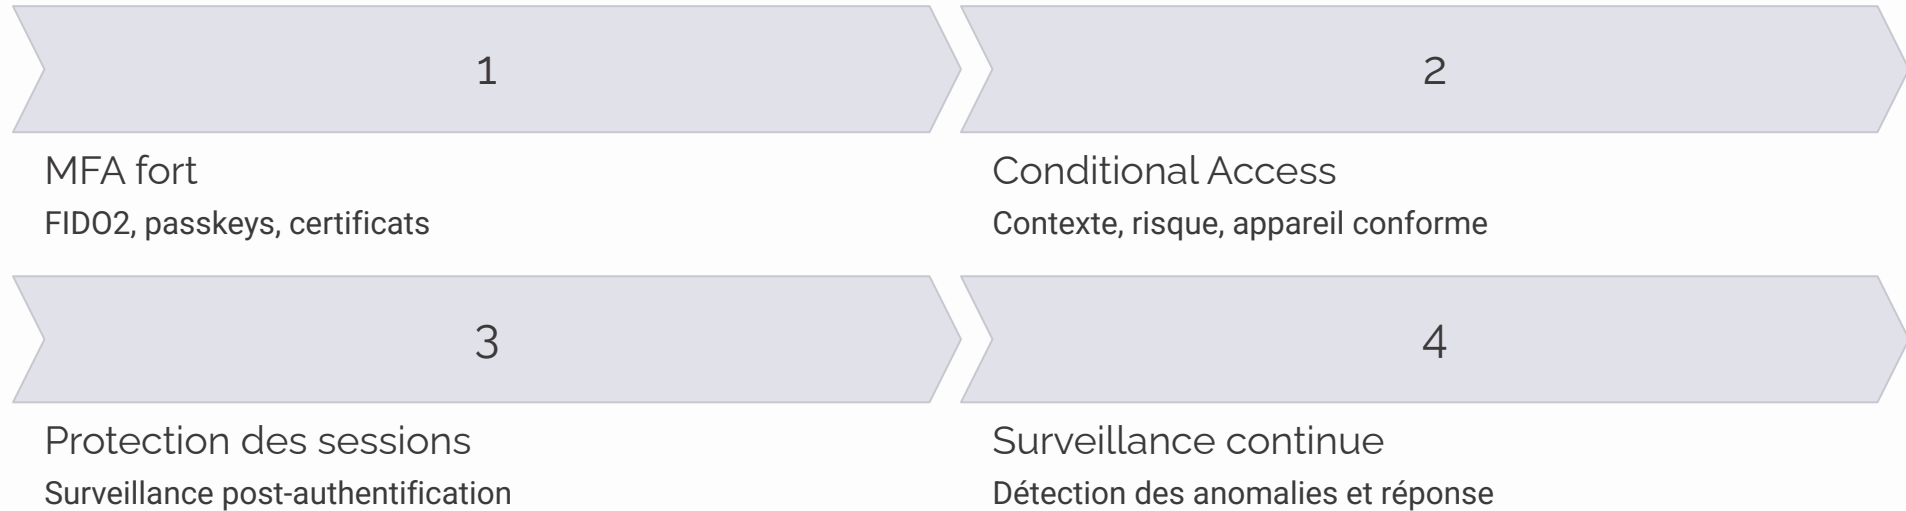 1
MFA fort
FIDO2, passkeys, certificats
2
Conditional Access
Contexte, risque, appareil conforme
3
Protection des sessions
Surveillance post-authentification
4
Surveillance continue
Détection des anomalies et réponse